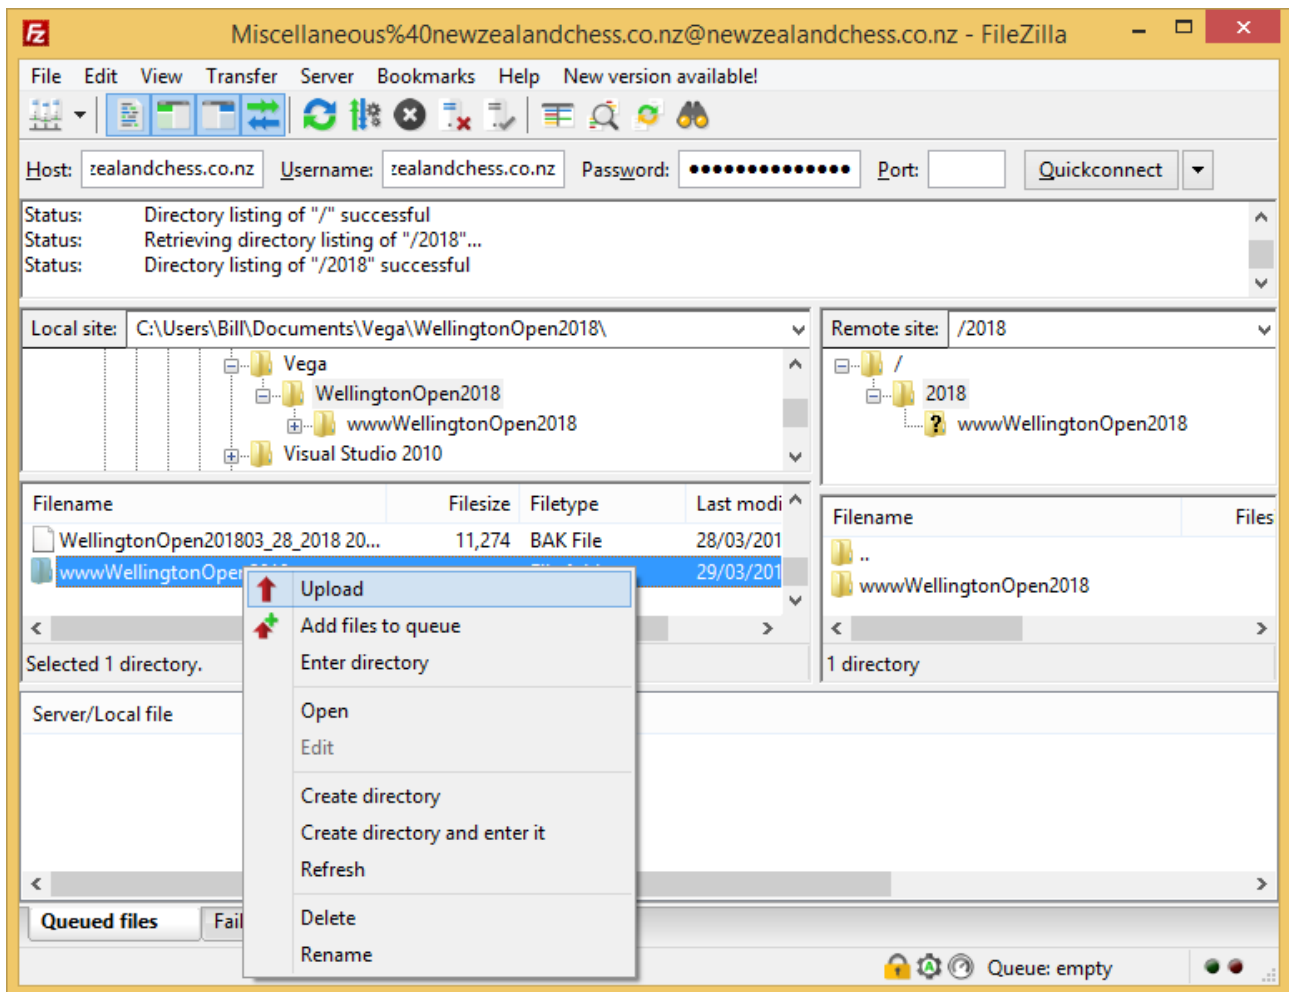 Fz
Miscellaneous%40newzealandchess.co.nz@newzealandchess.co.nz - FileZilla
File Edit View Transfer Server Bookmarks Help New version available!
Host: zealandchess.co.nz Username: zealandchess.co.nz Password: ●●●●●●●●●●●●●● Port: Quickconnect
Status: Directory listing of "/" successful
Status: Retrieving directory listing of "/2018"...
Status: Directory listing of "/2018" successful
Local site: C:\Users\Bill\Documents\Vega\WellingtonOpen2018\
Vega
WellingtonOpen2018
wwwWellingtonOpen2018
Visual Studio 2010
Remote site: /2018
/
2018
? wwwWellingtonOpen2018
Filename Filesize Filetype Last modi
WellingtonOpen201803_28_2018 20... 11,274 BAK File 28/03/201
wwwWellingtonOpe 29/03/201
Selected 1 directory.
Filename Files
..
wwwWellingtonOpen2018
1 directory
Upload
Add files to queue
Enter directory
Open
Edit
Create directory
Create directory and enter it
Refresh
Delete
Rename
Server/Local file
Queued files Fail
Queue: empty